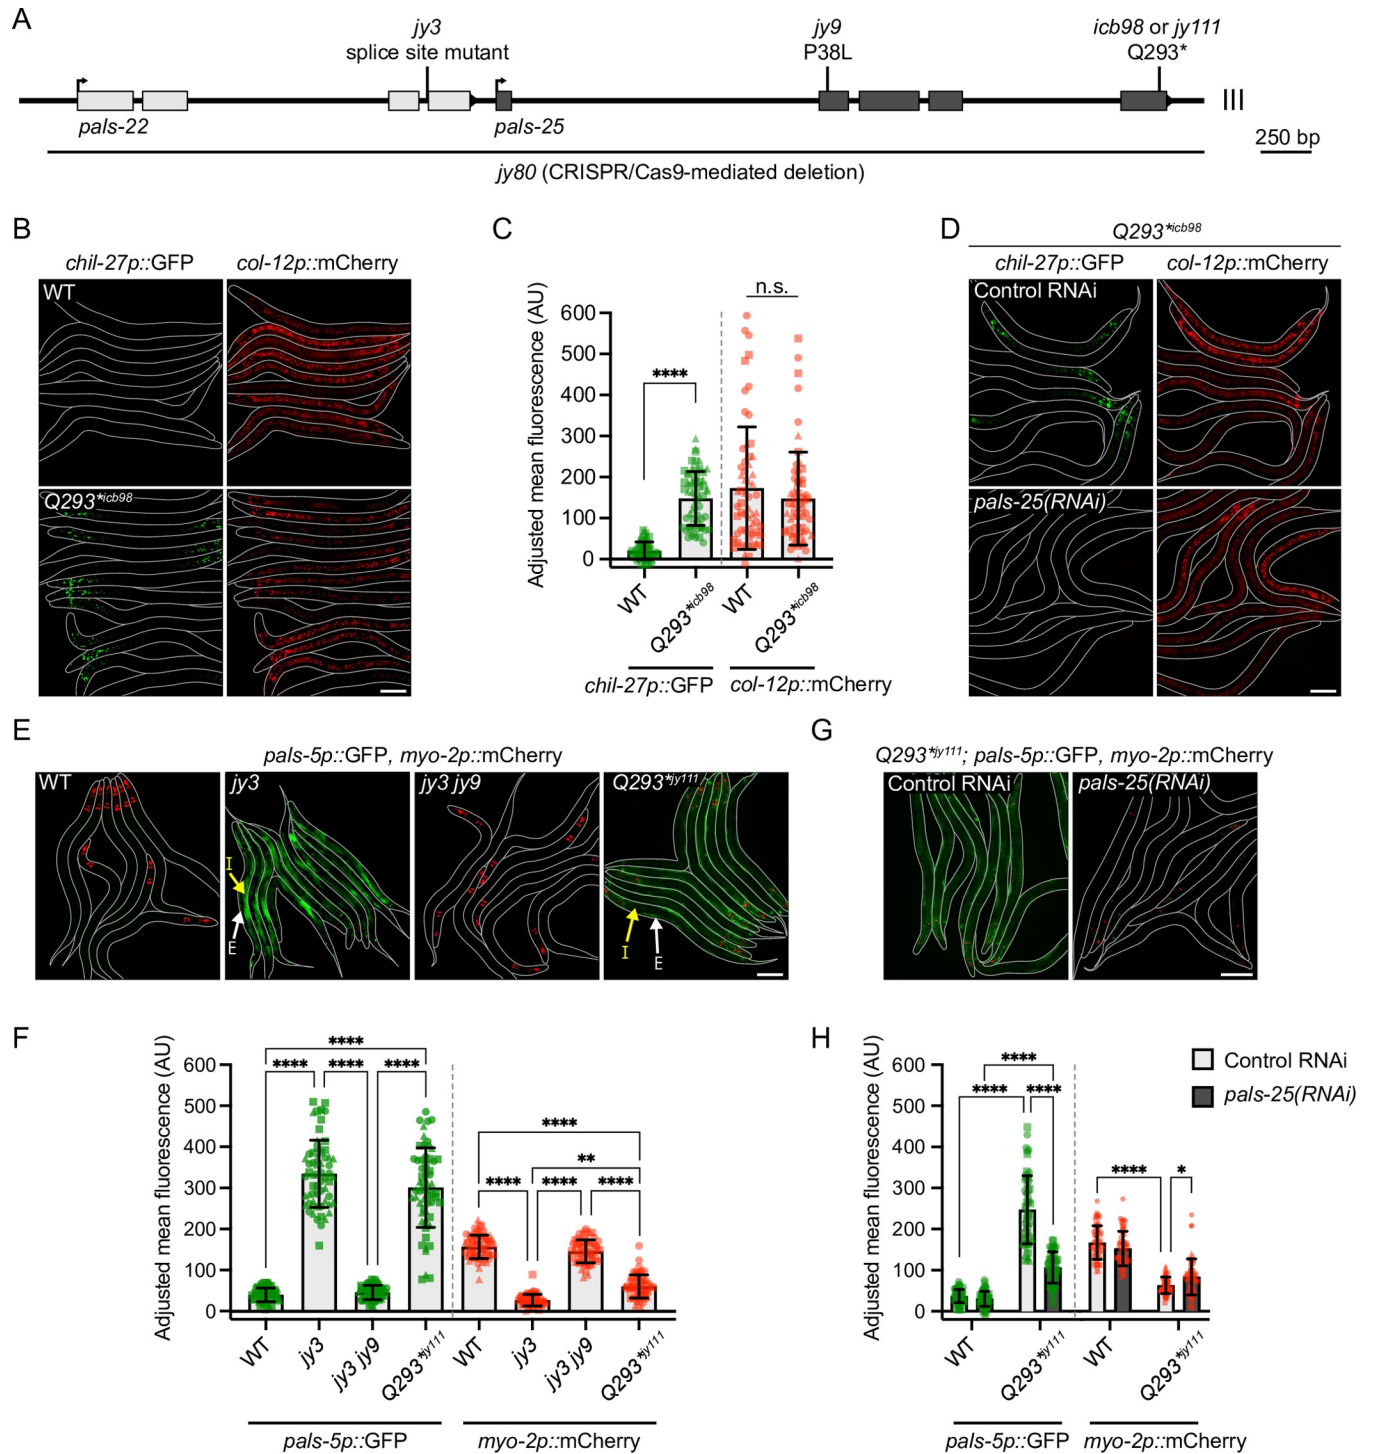 A
jy3
splice site mutant
jy9
P38L
icb98 or jy111
Q293*
III
pals-22
pals-25
250 bp
jy80 (CRISPR/Cas9-mediated deletion)
B
chil-27p::GFP
col-12p::mCherry
WT
Q293*icb98
C
Adjusted mean fluorescence (AU)
600
500
400
300
200
100
0
****
n.s.
WT
Q293*icb98
WT
Q293*icb98
chil-27p::GFP
col-12p::mCherry
D
Q293*icb98
chil-27p::GFP
col-12p::mCherry
Control RNAi
pals-25(RNAi)
E
pals-5p::GFP, myo-2p::mCherry
WT
jy3
I
E
jy3 jy9
Q293*jy111
I
E
G
Q293*jy111; pals-5p::GFP, myo-2p::mCherry
Control RNAi
pals-25(RNAi)
F
Adjusted mean fluorescence (AU)
600
500
400
300
200
100
0
****
**** **** ****
****
**
**** **** ****
WT
jy3
jy3 jy9
Q293*jy111
WT
jy3
jy3 jy9
Q293*jy111
pals-5p::GFP
myo-2p::mCherry
H
Adjusted mean fluorescence (AU)
600
500
400
300
200
100
0
****
**** ****
**** *
Control RNAi
pals-25(RNAi)
WT
Q293*jy111
WT
Q293*jy111
pals-5p::GFP
myo-2p::mCherry